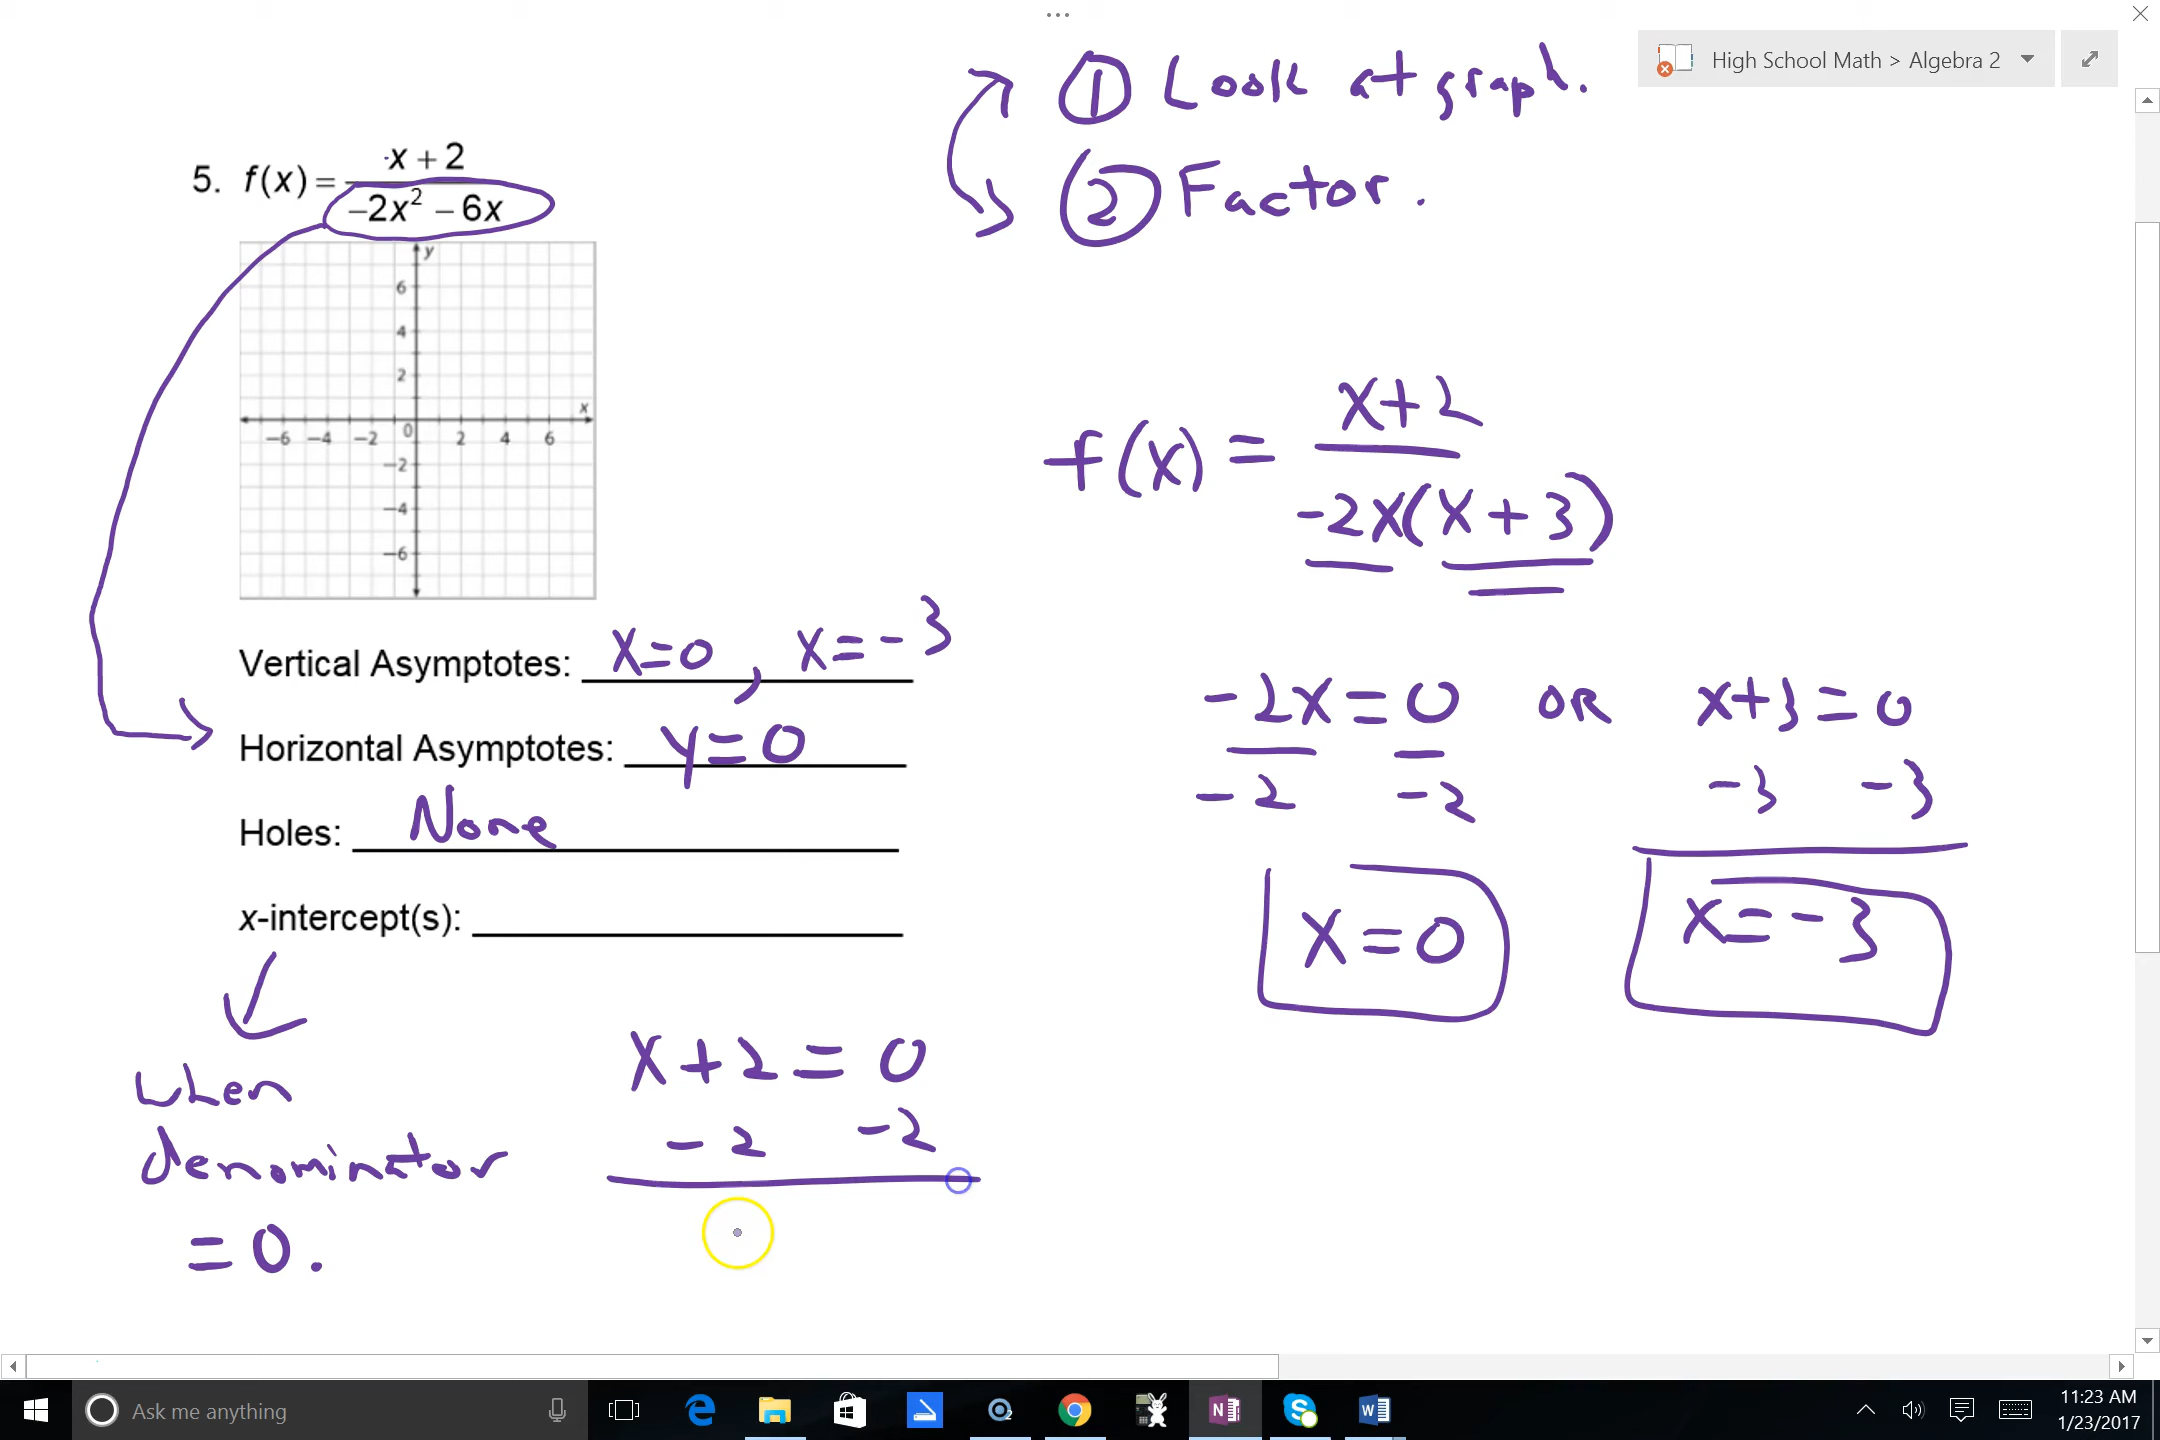 ① Look at graph.
High School Math > Algebra 2
② Factor.
5. f(x) = x + 2 / -2x² - 6x
y
6
4
2
x
-6 -4 -2 0 2 4 6
-2
-4
-6
f(x) = x+2 / -2x(x+3)
Vertical Asymptotes: x=0, x=-3
Horizontal Asymptotes: y=0
Holes: None
x-intercept(s):
when
denominator
= 0.
x+2 = 0
-2 -2
-2x = 0 OR x+3 = 0
-2 -2 -3 -3
x = 0 x = -3
Ask me anything
11:23 AM
1/23/2017